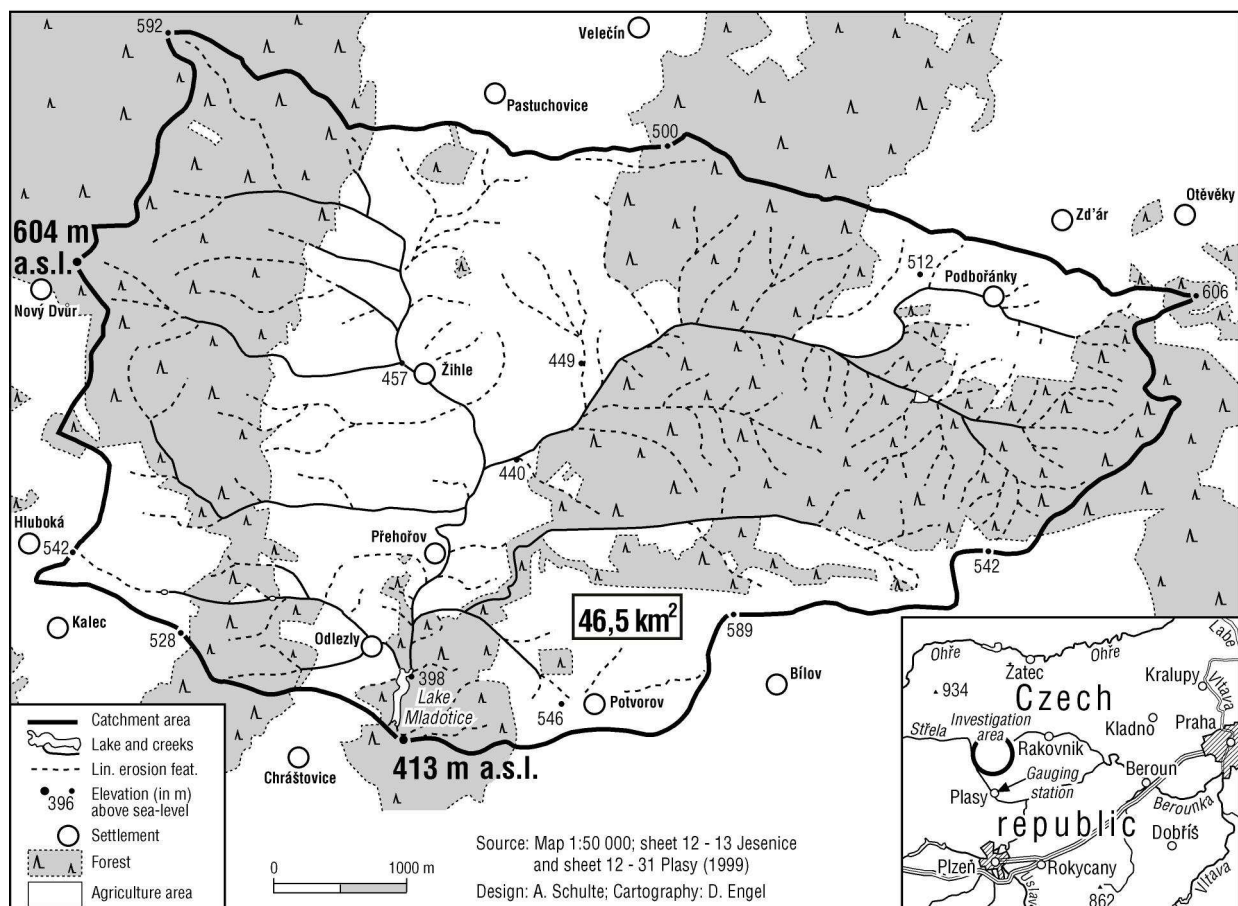 592
Velečín
Pastuchovice
500
Otěvěky
Zd'ár
604 m
a.s.l.
512
Podbořánky
Nový Dvůr
606
449
Žihle
457
440
Hluboká
542
Přehořov
542
46,5 km²
Kalec
528
Odlezly
589
398
Bílov
Lake
Mladotice
546
Potvorov
413 m a.s.l.
Chráštovice
Catchment area
Lake and creeks
Lin. erosion feat.
396
Elevation (in m)
above sea-level
Settlement
Forest
Agriculture area
0
1000 m
Source: Map 1:50 000; sheet 12 - 13 Jesenice
and sheet 12 - 31 Plasy (1999)
Design: A. Schulte; Cartography: D. Engel
Ohře
Ohře
Labe
Žatec
Kralupy
934
Czech
Vltava
Investigation
area
Kladno
Praha
Střela
Rakovnik
Gauging
station
Beroun
Plasy
Berounka
republic
Dobříš
Plzeň
Rokycany
Uslava
862
Vltava